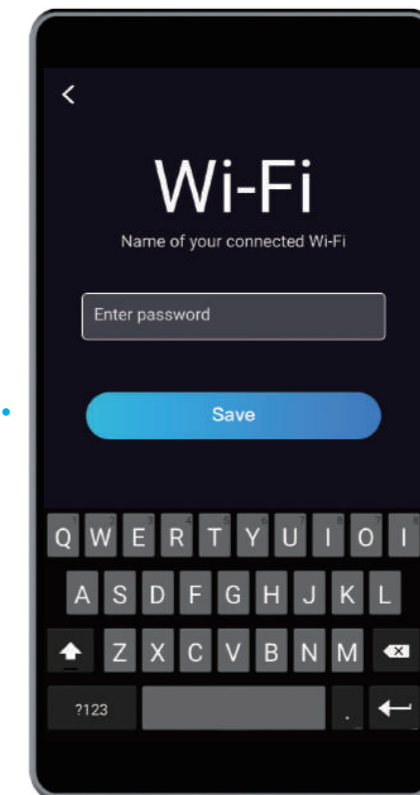 Wi-Fi
Name of your connected Wi-Fi
Enter password
Save
Q W E R T Y U I O I
A S D F G H J K L
Z X C V B N M
?123 .